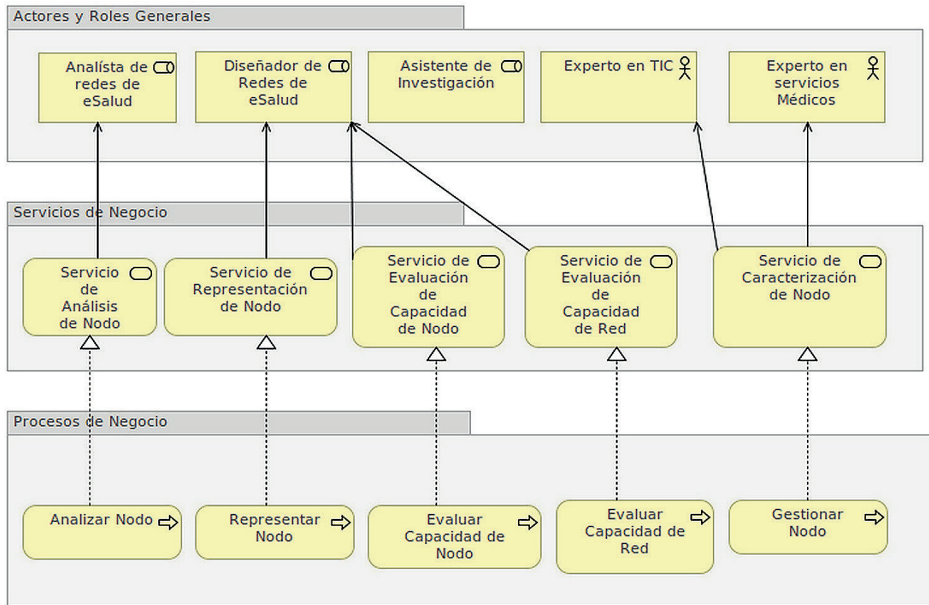 Actores y Roles Generales
Analísta de
redes de
eSalud
Diseñador de
Redes de
eSalud
Asistente de
Investigación
Experto en TIC
Experto en
servicios
Médicos
Servicios de Negocio
Servicio
de
Análisis
de Nodo
Servicio de
Representación
de Nodo
Servicio de
Evaluación
de
Capacidad
de Nodo
Servicio de
Evaluación
de
Capacidad
de Red
Servicio de
Caracterización
de Nodo
Procesos de Negocio
Analizar Nodo
Representar
Nodo
Evaluar
Capacidad de
Nodo
Evaluar
Capacidad de
Red
Gestionar
Nodo